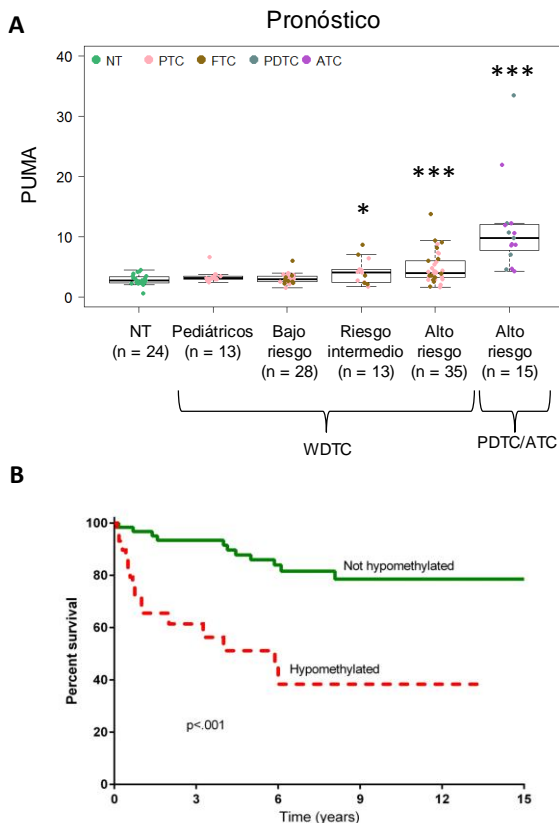 A
Pronóstico
NT PTC FTC PDTC ATC
PUMA
40
30
20
10
0
*
***
***
NT
(n = 24)
Pediátricos
(n = 13)
Bajo
riesgo
(n = 28)
Riesgo
intermedio
(n = 13)
Alto
riesgo
(n = 35)
Alto
riesgo
(n = 15)
WDTC
PDTC/ATC
B
Percent survival
100
80
60
40
20
0
Not hypomethylated
Hypomethylated
p<.001
0 3 6 9 12 15
Time (years)